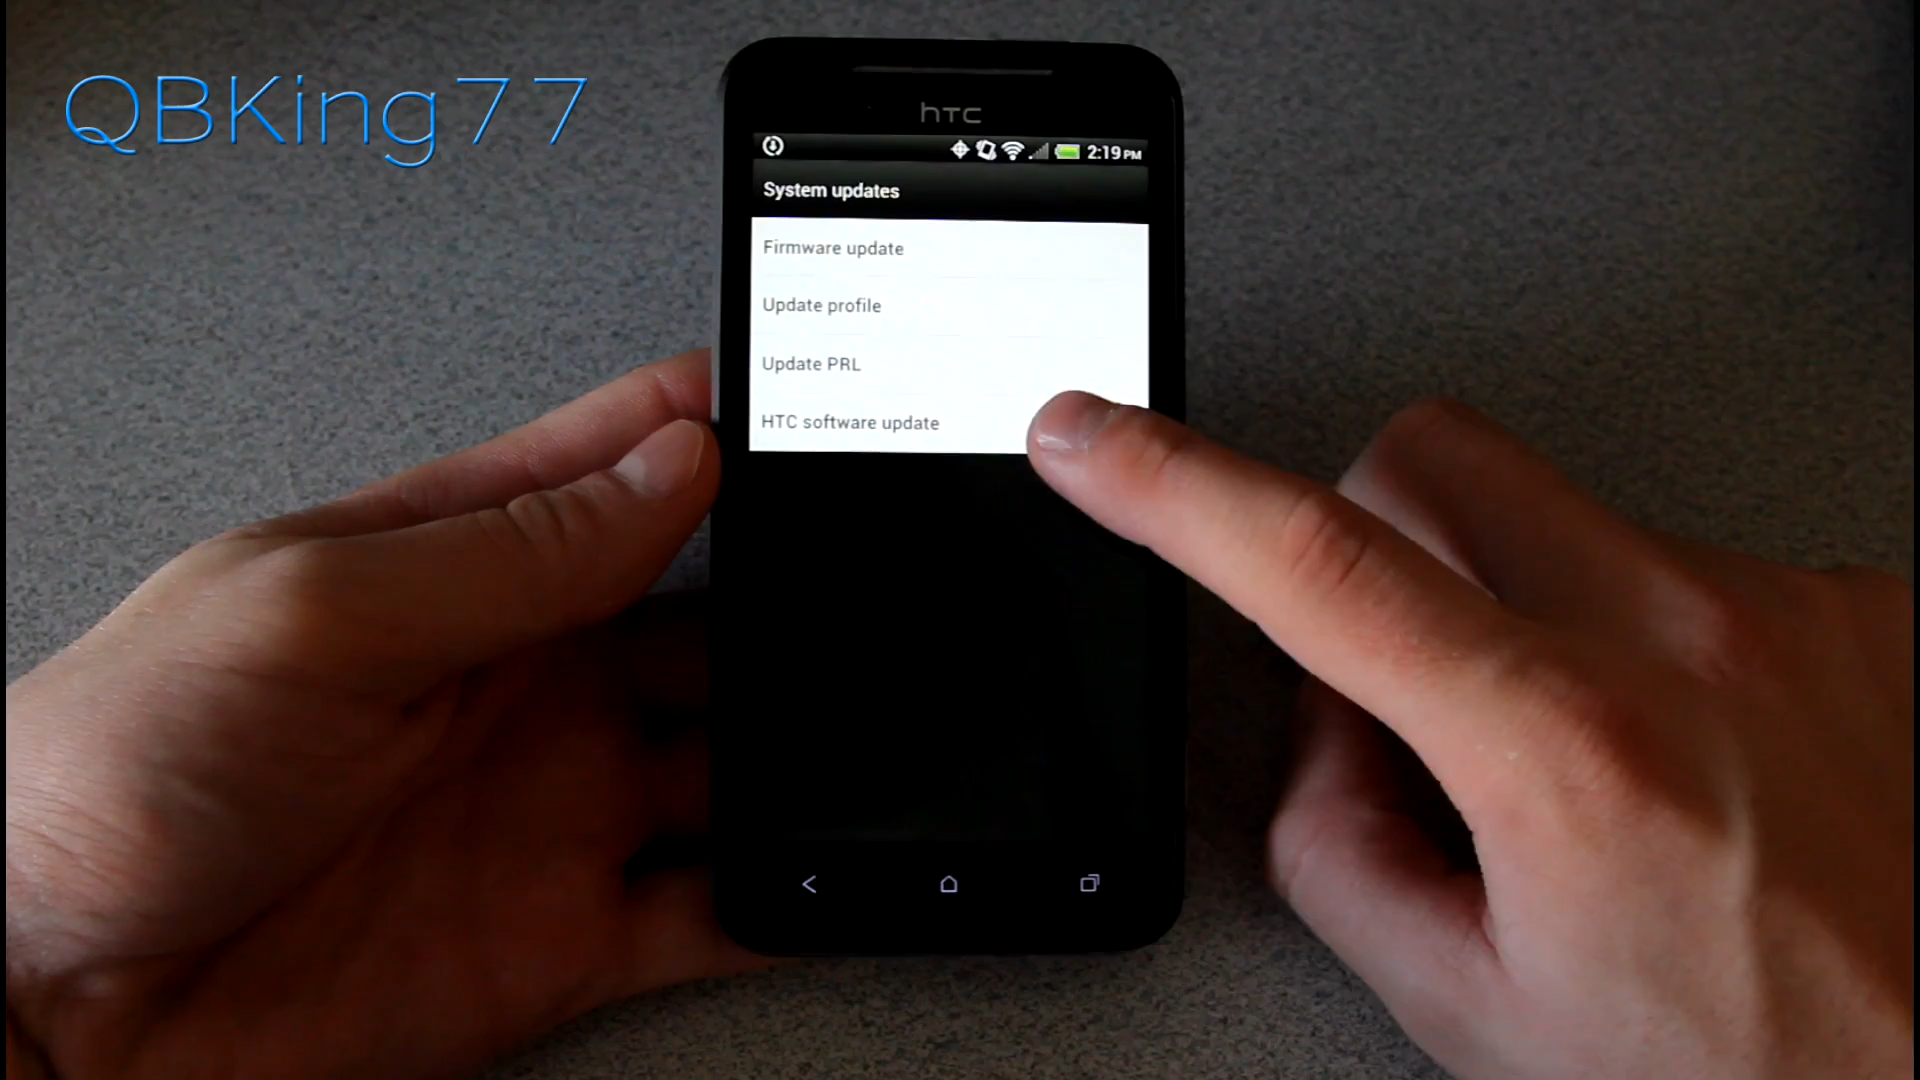 QBKing77
hTC
2:19 PM
System updates
Firmware update
Update profile
Update PRL
HTC software update